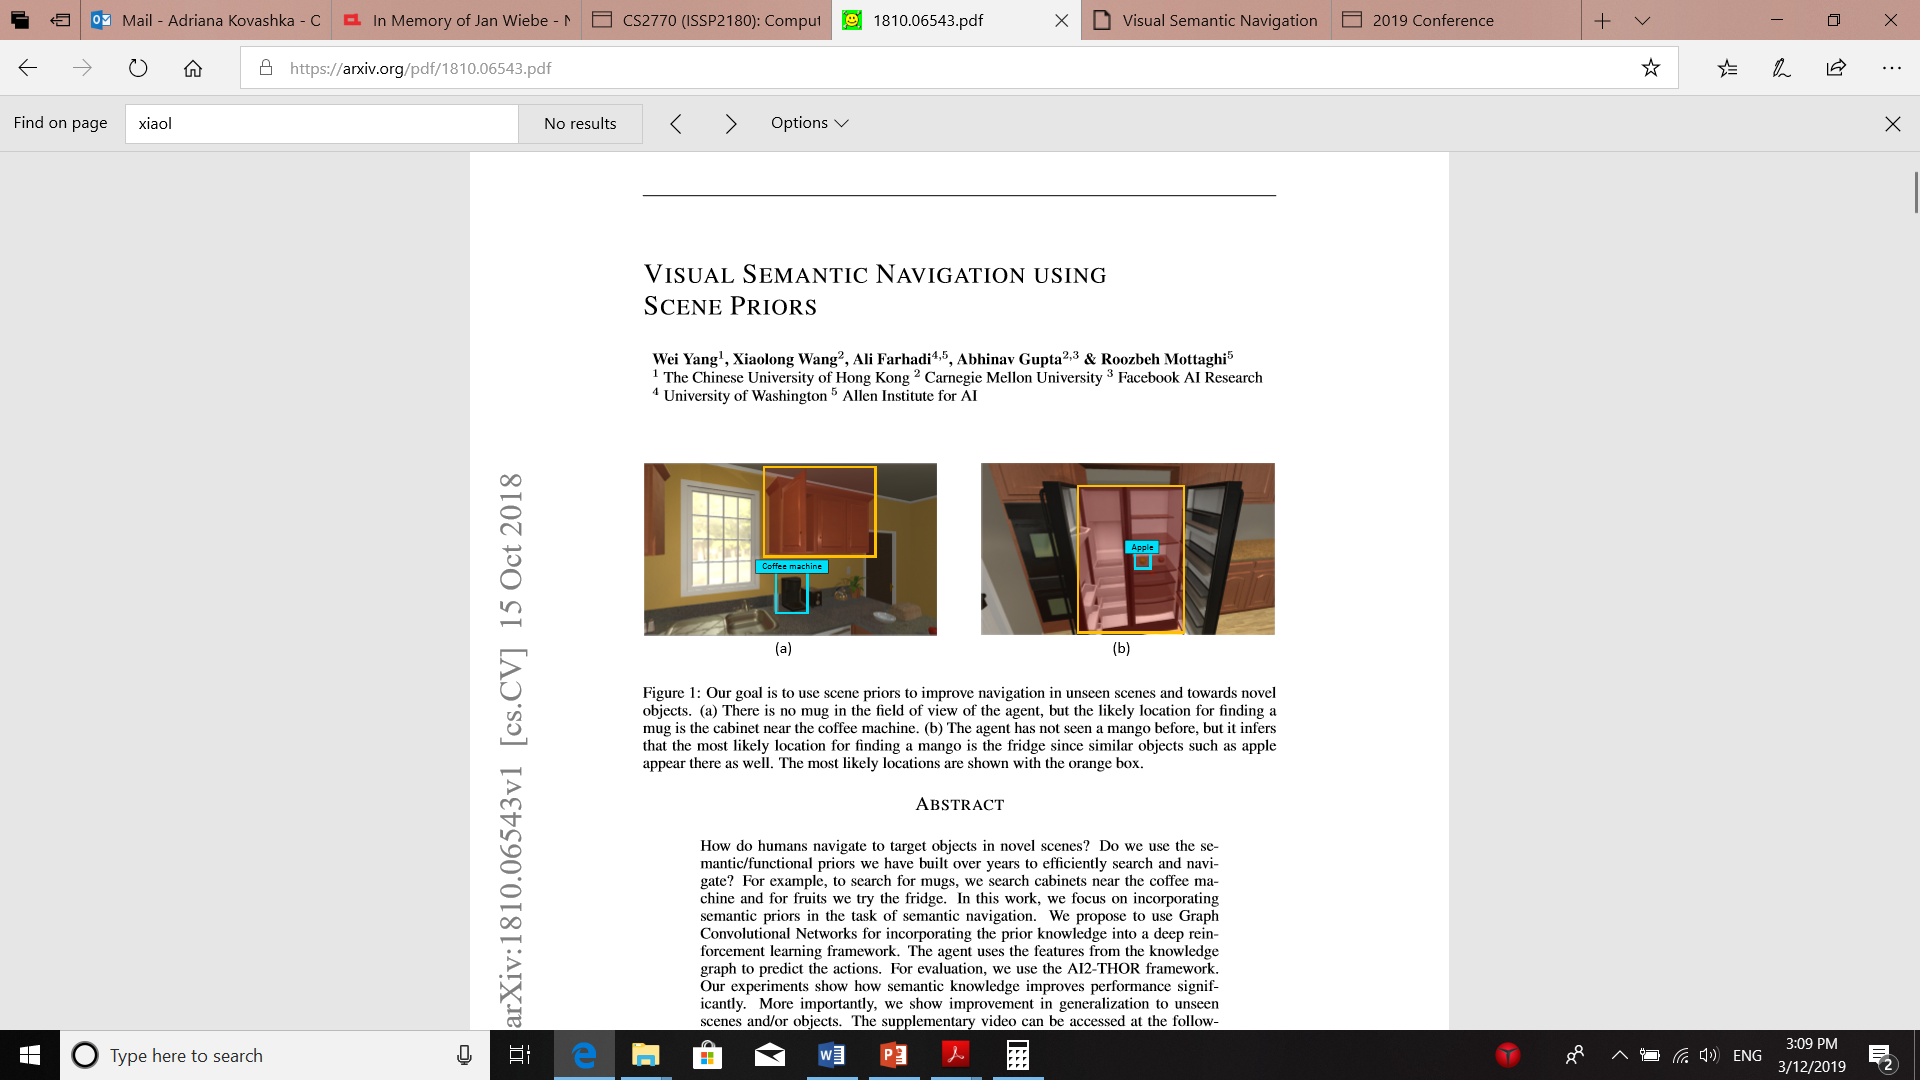 Mail - Adriana Kovashka - O
In Memory of Jan Wiebe - N
CS2770 (ISSP2180): Comput
1810.06543.pdf
Visual Semantic Navigation
2019 Conference
https://arxiv.org/pdf/1810.06543.pdf
Find on page
xiaol
No results
Options
VISUAL SEMANTIC NAVIGATION USING
SCENE PRIORS
Wei Yang1, Xiaolong Wang2, Ali Farhadi4,5, Abhinav Gupta2,3 & Roozbeh Mottaghi5
1 The Chinese University of Hong Kong 2 Carnegie Mellon University 3 Facebook AI Research
4 University of Washington 5 Allen Institute for AI
Coffee machine
Apple
(a)
(b)
Figure 1: Our goal is to use scene priors to improve navigation in unseen scenes and towards novel
objects. (a) There is no mug in the field of view of the agent, but the likely location for finding a
mug is the cabinet near the coffee machine. (b) The agent has not seen a mango before, but it infers
that the most likely location for finding a mango is the fridge since similar objects such as apple
appear there as well. The most likely locations are shown with the orange box.
ABSTRACT
How do humans navigate to target objects in novel scenes? Do we use the se-
mantic/functional priors we have built over years to efficiently search and navi-
gate? For example, to search for mugs, we search cabinets near the coffee ma-
chine and for fruits we try the fridge. In this work, we focus on incorporating
semantic priors in the task of semantic navigation. We propose to use Graph
Convolutional Networks for incorporating the prior knowledge into a deep rein-
forcement learning framework. The agent uses the features from the knowledge
graph to predict the actions. For evaluation, we use the AI2-THOR framework.
Our experiments show how semantic knowledge improves performance signif-
icantly. More importantly, we show improvement in generalization to unseen
scenes and/or objects. The supplementary video can be accessed at the follow-
arXiv:1810.06543v1 [cs.CV] 15 Oct 2018
Type here to search
ENG
3:09 PM
3/12/2019
2